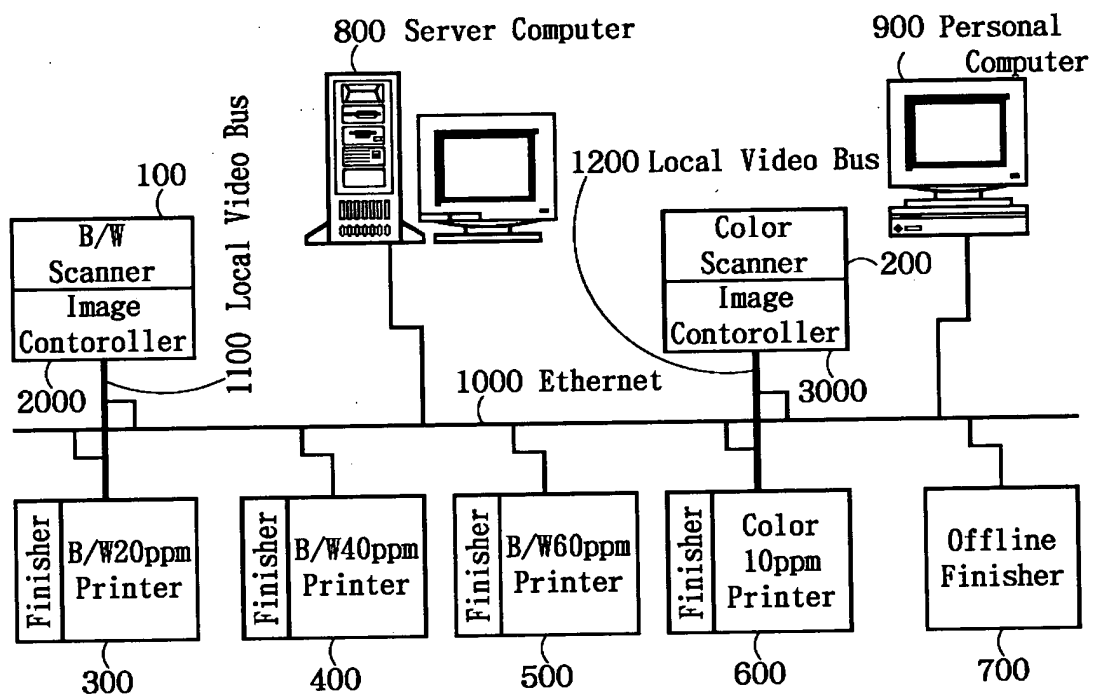 800 Server Computer
900 Personal
Computer
1200 Local Video Bus
1100 Local Video Bus
100
B/W
Scanner
Image
Contoroller
2000
Color
Scanner
200
Image
Contoroller
3000
1000 Ethernet
Finisher
B/W20ppm
Printer
300
Finisher
B/W40ppm
Printer
400
Finisher
B/W60ppm
Printer
500
Finisher
Color
10ppm
Printer
600
Offline
Finisher
700